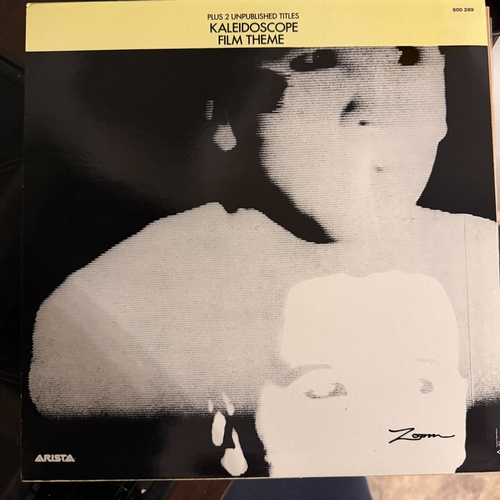 600 289
PLUS 2 UNPUBLISHED TITLES
KALEIDOSCOPE
FILM THEME
Zoom
ARISTA